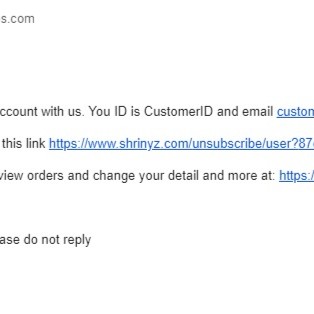 s.com
ccount with us. You ID is CustomerID and email custon
this link https://www.shrinyz.com/unsubscribe/user?87
view orders and change your detail and more at: https:/
ase do not reply